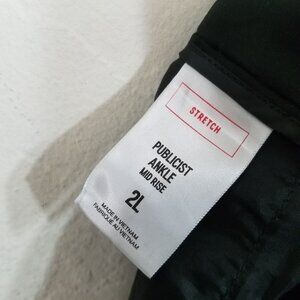 STRETCH
PUBLICIST
ANKLE
MID RISE
2L
MADE IN VIETNAM
FABRIQUÉ AU VIETNAM